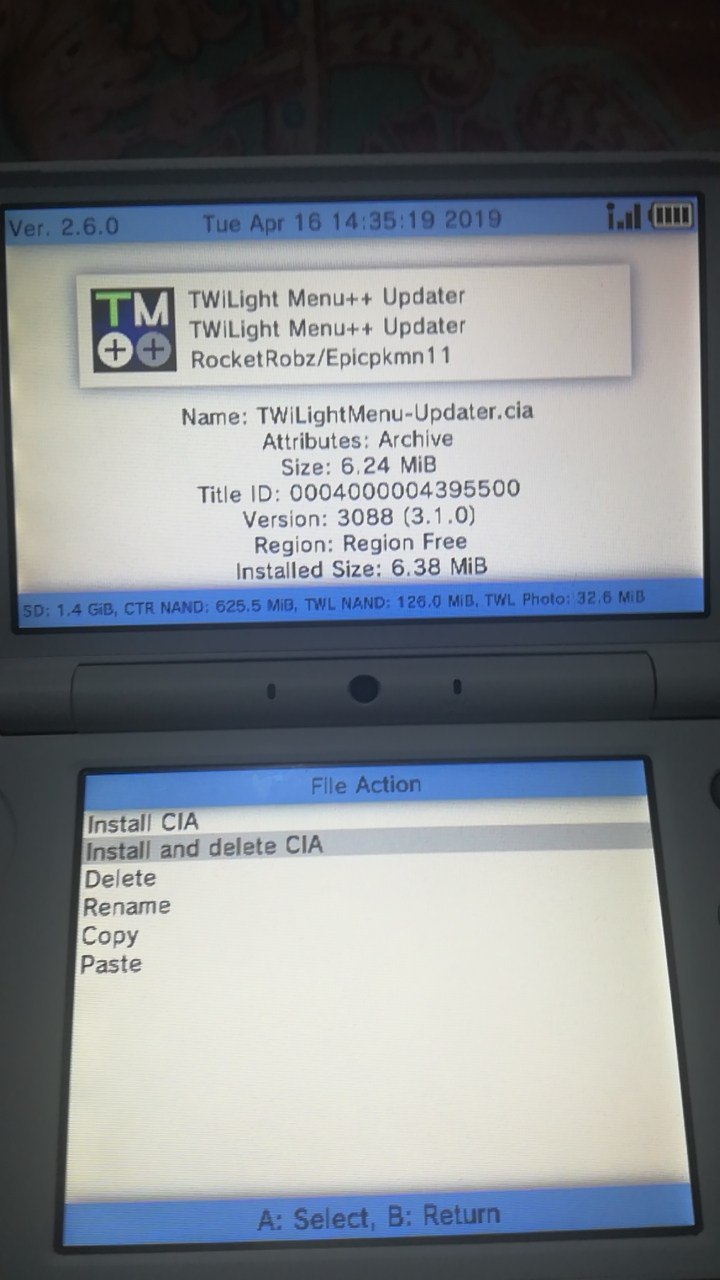 Ver. 2.6.0 Tue Apr 16 14:35:19 2019
TM
TWiLight Menu++ Updater
TWiLight Menu++ Updater
RocketRobz/Epicpkmn11
Name: TWiLightMenu-Updater.cia
Attributes: Archive
Size: 6.24 MiB
Title ID: 0004000004395500
Version: 3088 (3.1.0)
Region: Region Free
Installed Size: 6.38 MiB
SD: 1.4 GiB, CTR NAND: 625.5 MiB, TWL NAND: 126.0 MiB, TWL Photo: 32.6 MiB
File Action
Install CIA
Install and delete CIA
Delete
Rename
Copy
Paste
A: Select, B: Return